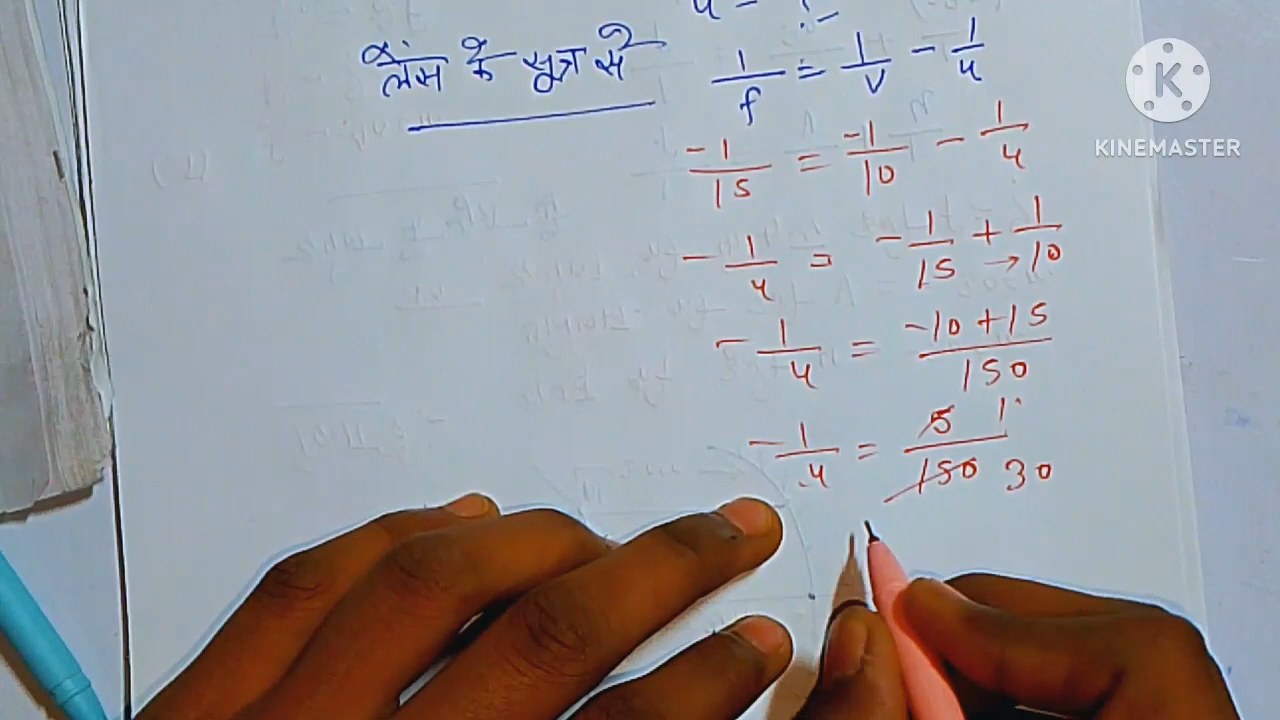 u = ?
लेंस के सूत्र से 1/f = 1/v - 1/u
-1/15 = -1/10 - 1/u
-1/u = -1/15 + 1/10
-1/u = -10+15/150
-1/u = 5/150 1/30
K
KINEMASTER